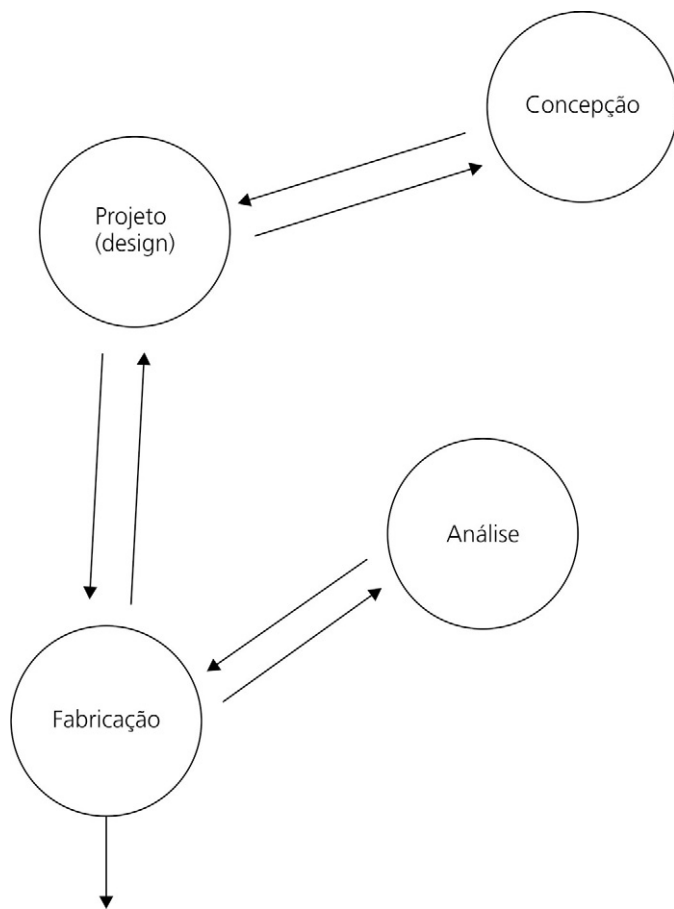 Concepção
Projeto
(design)
Análise
Fabricação